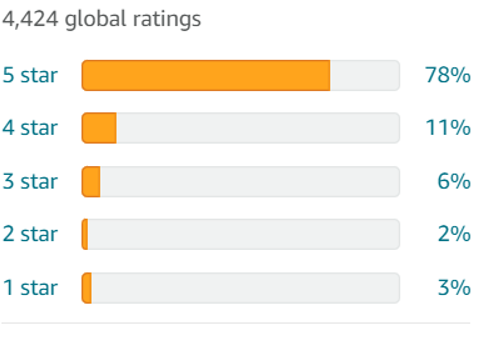 4,424 global ratings
5 star 78%
4 star 11%
3 star 6%
2 star 2%
1 star 3%